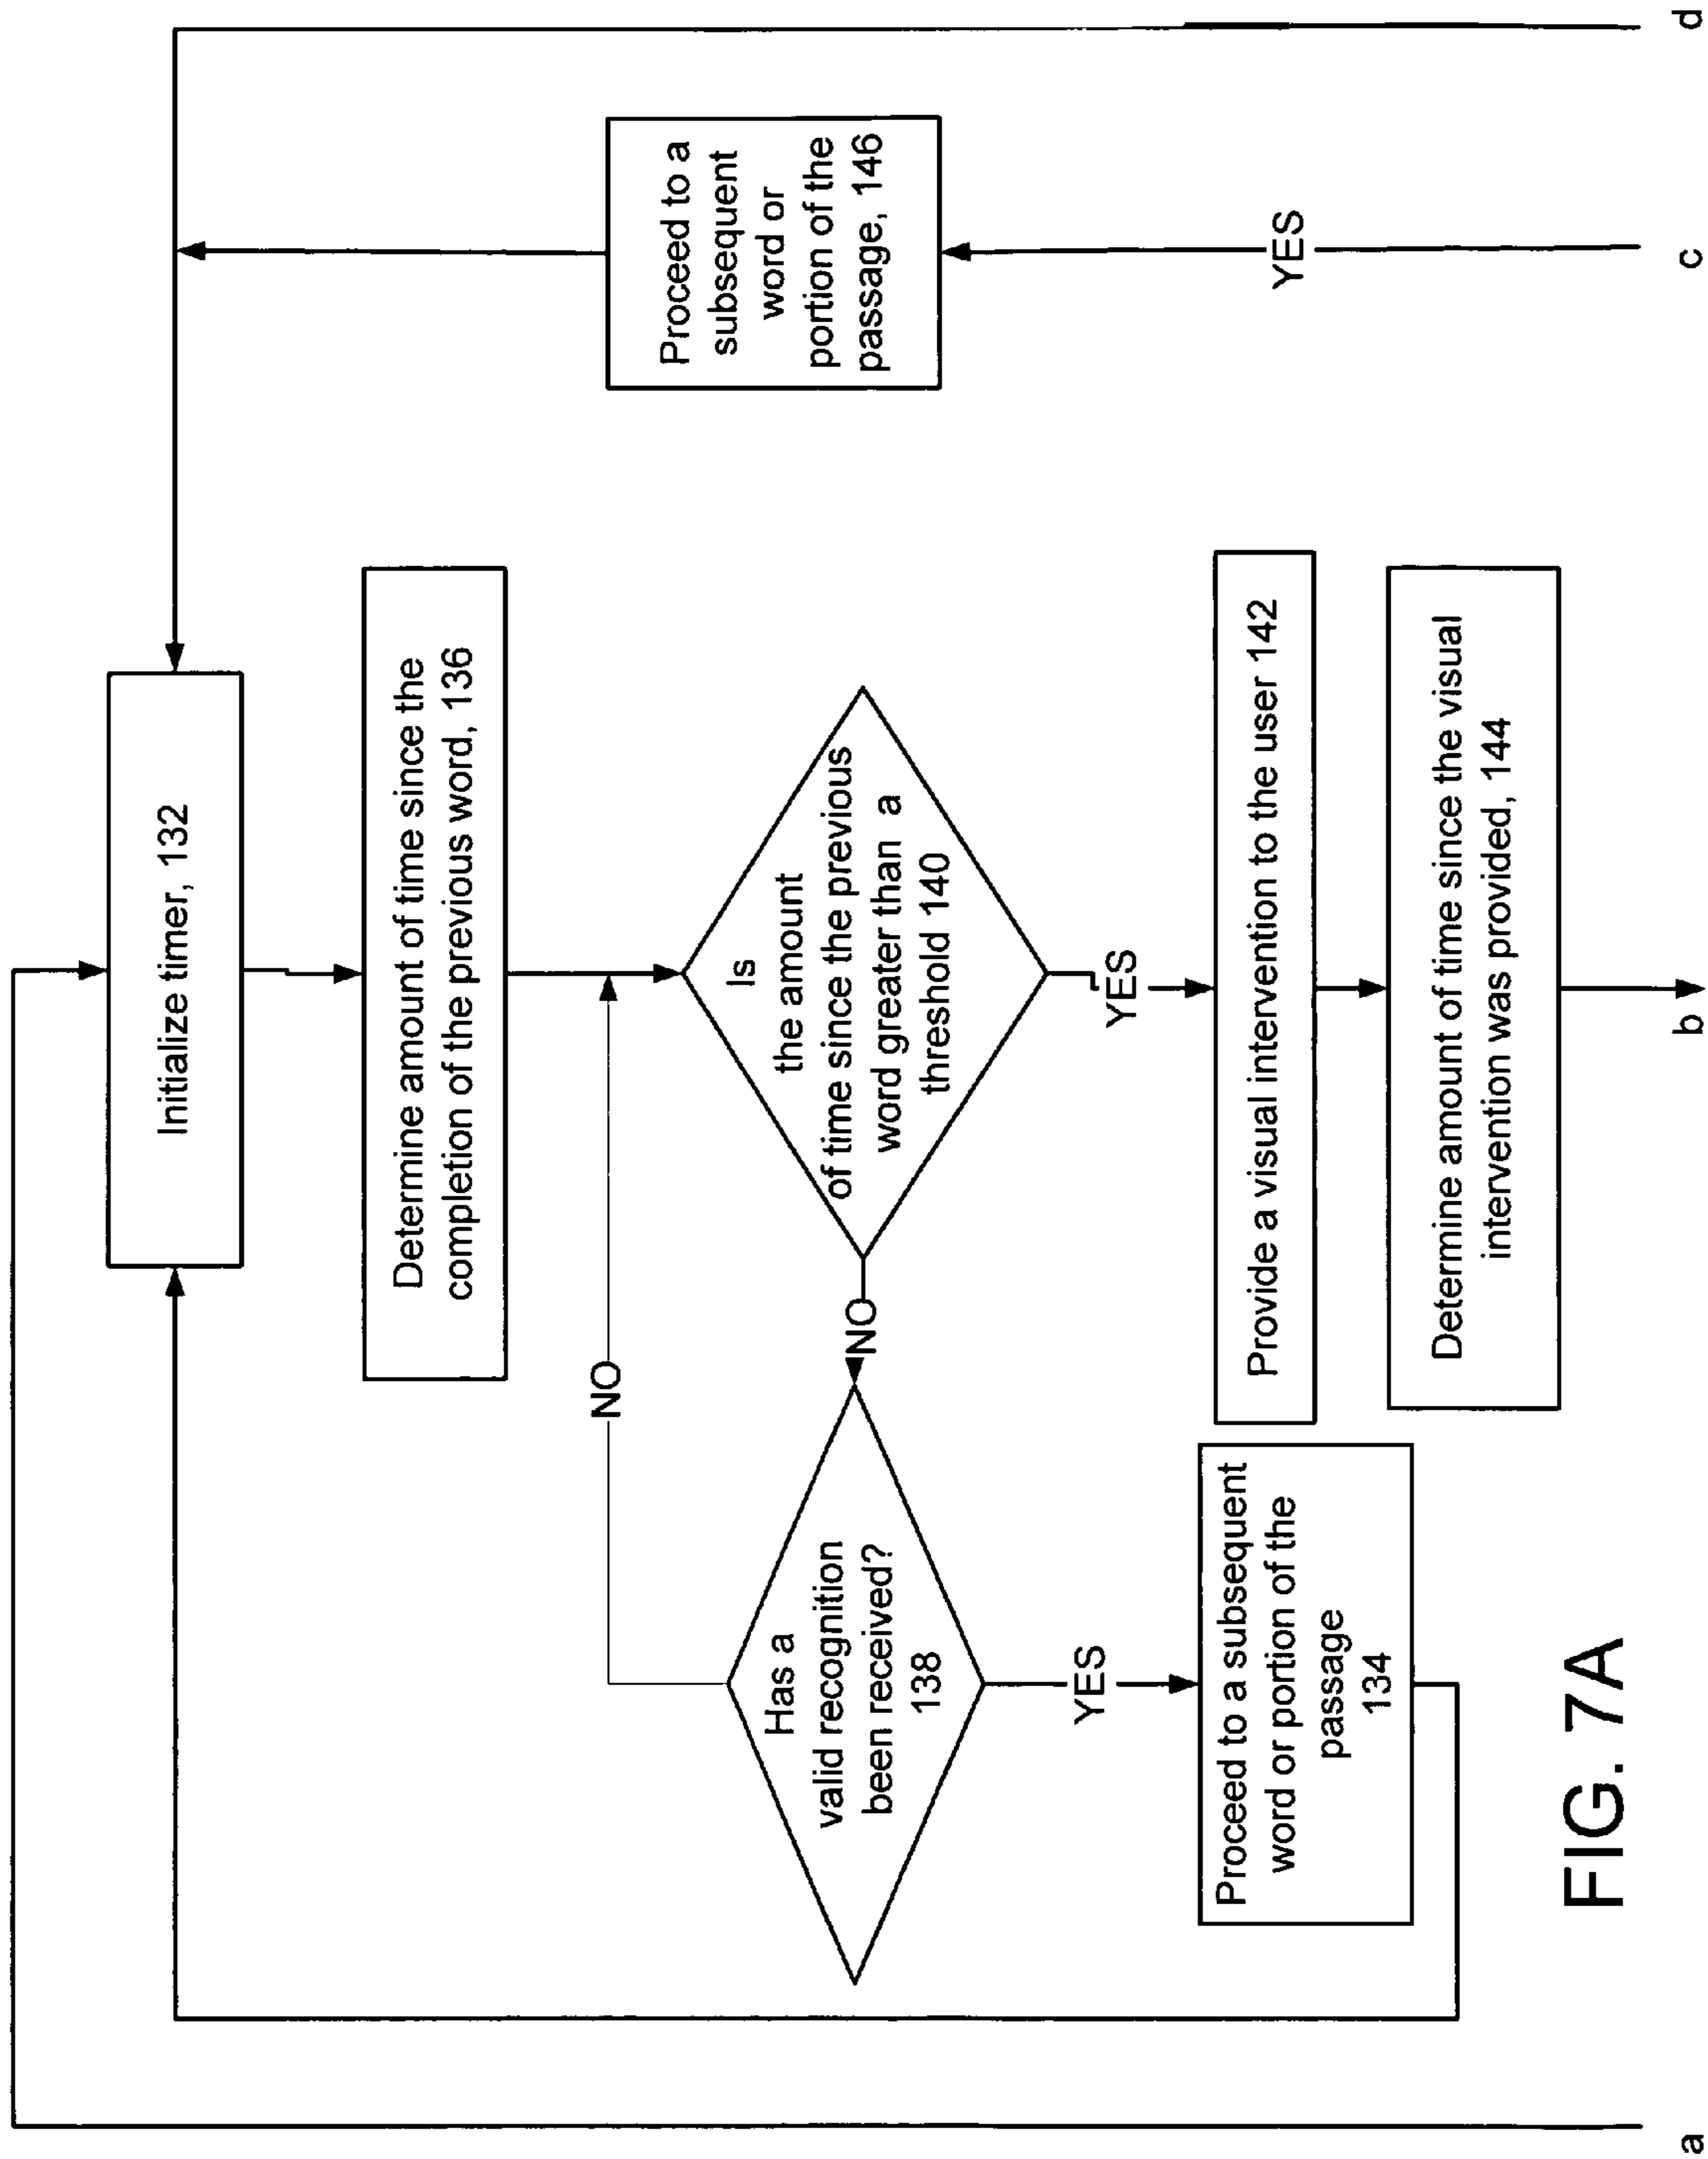 Initialize timer, 132
Determine amount of time since the
completion of the previous word, 136
NO
Is
the amount
of time since the previous
word greater than a
threshold 140
NO
YES
Has a
valid recognition
been received?
138
YES
Proceed to a subsequent
word or portion of the
passage
134
Provide a visual intervention to the user 142
Determine amount of time since the visual
intervention was provided, 144
Proceed to a
subsequent
word or
portion of the
passage, 146
YES
a
b
c
d
FIG. 7A